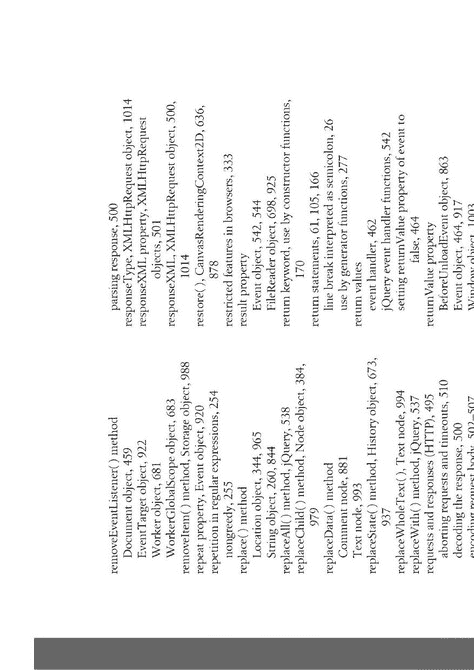 removeEventListener( ) method
Document object, 459
EventTarget object, 922
Worker object, 681
WorkerGlobalScope object, 683
removeItem( ) method, Storage object, 988
repeat property, Event object, 920
repetition in regular expressions, 254
nongreedy, 255
replace( ) method
Location object, 344, 965
String object, 260, 844
replaceAll( ) method, jQuery, 538
replaceChild( ) method, Node object, 384,
979
replaceData( ) method
Comment node, 881
Text node, 993
replaceState( ) method, History object, 673,
937
replaceWholeText( ), Text node, 994
replaceWith( ) method, jQuery, 537
requests and responses (HTTP), 495
aborting requests and timeouts, 510
decoding the response, 500
encoding request body, 502–507
parsing response, 500
responseType, XMLHttpRequest object, 1014
responseXML property, XMLHttpRequest
objects, 501
responseXML, XMLHttpRequest object, 500,
1014
restore( ), CanvasRenderingContext2D, 636,
878
restricted features in browsers, 333
result property
Event object, 542, 544
FileReader object, 698, 925
return keyword, use by constructor functions,
170
return statements, 61, 105, 166
line break interpreted as semicolon, 26
use by generator functions, 277
return values
event handler, 462
jQuery event handler functions, 542
setting returnValue property of event to
false, 464
returnValue property
BeforeUnloadEvent object, 863
Event object, 464, 917
Window object, 1003